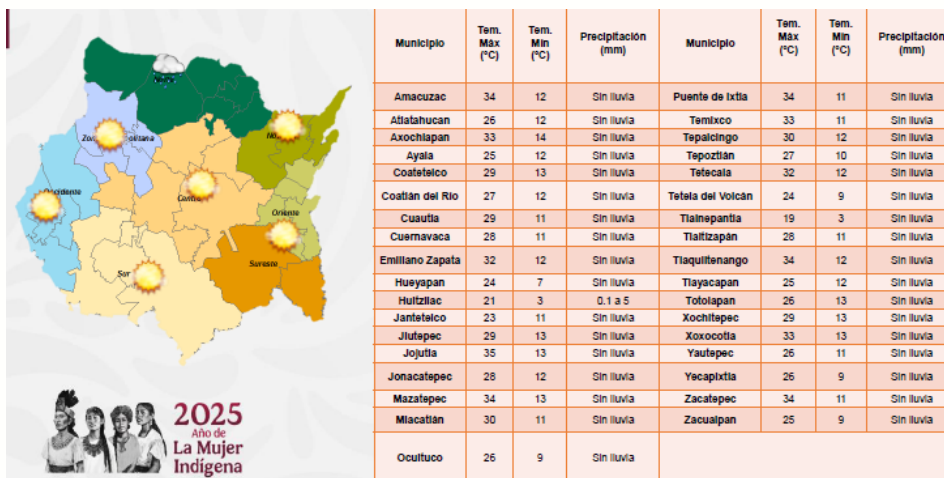 Municipio Tem. Máx (°C) Tem. Min (°C) Precipitación (mm) Municipio Tem. Máx (°C) Tem. Min (°C) Precipitación (mm)
Amacuzac 34 12 Sin lluvia Puente de Ixtla 34 11 Sin lluvia
Atlatahucan 26 12 Sin lluvia Temixco 33 11 Sin lluvia
Axochiapan 33 14 Sin lluvia Tepalcingo 30 12 Sin lluvia
Ayala 25 12 Sin lluvia Tepoztlán 27 10 Sin lluvia
Coatetelco 29 13 Sin lluvia Tetecala 32 12 Sin lluvia
Coatlán del Río 27 12 Sin lluvia Tetela del Volcán 24 9 Sin lluvia
Cuautla 29 11 Sin lluvia Tlalnepantla 19 3 Sin lluvia
Cuernavaca 28 11 Sin lluvia Tlaltizapán 28 11 Sin lluvia
Emiliano Zapata 32 12 Sin lluvia Tlaquiltenango 34 12 Sin lluvia
Hueyapan 24 7 Sin lluvia Tlayacapan 25 12 Sin lluvia
Huitzilac 21 3 0.1 a 5 Totolapan 26 13 Sin lluvia
Jantetelco 23 11 Sin lluvia Xochitepec 29 13 Sin lluvia
Jiutepec 29 13 Sin lluvia Xoxocotla 33 13 Sin lluvia
Jojutla 35 13 Sin lluvia Yautepec 26 11 Sin lluvia
Jonacatepec 28 12 Sin lluvia Yecapixtla 26 9 Sin lluvia
Mazatepec 34 13 Sin lluvia Zacatepec 34 11 Sin lluvia
Miacatlán 30 11 Sin lluvia Zacualpan 25 9 Sin lluvia
Ocuituco 26 9 Sin lluvia
Centro
Oriente
Sureste
Sur
2025
Año de
La Mujer
Indígena